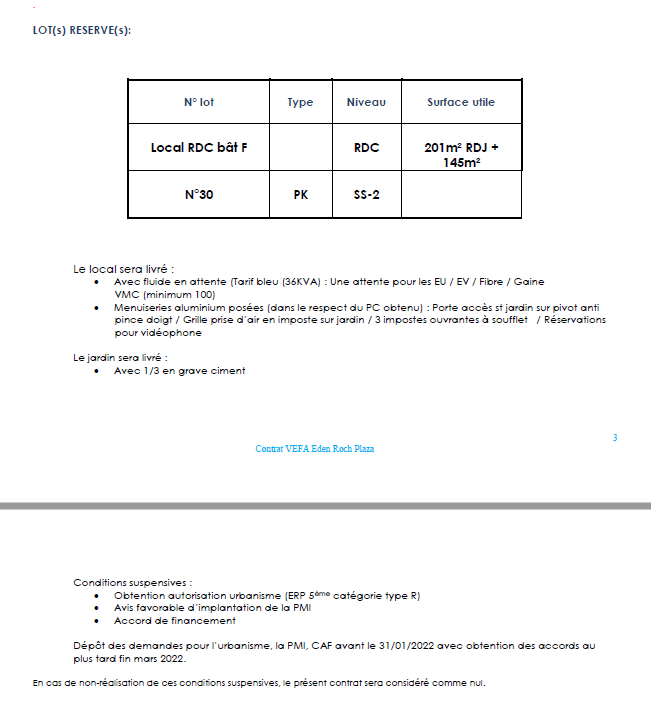 LOT(s) RESERVE(s):
N° lot Type Niveau Surface utile
Local RDC bât F RDC 201m² RDJ +
145m²
N°30 PK SS-2
Le local sera livré :
• Avec fluide en attente (Tarif bleu (36KVA) : Une attente pour les EU / EV / Fibre / Gaine
VMC (minimum 100)
• Menuiseries aluminium posées (dans le respect du PC obtenu) : Porte accès st jardin sur pivot anti
pince doigt / Grille prise d'air en imposte sur jardin / 3 impostes ouvrantes à soufflet / Réservations
pour vidéophone
Le jardin sera livré :
• Avec 1/3 en grave ciment
3
Contrat VEFA Eden Roch Plaza
Conditions suspensives :
• Obtention autorisation urbanisme (ERP 5ème catégorie type R)
• Avis favorable d'implantation de la PMI
• Accord de financement
Dépôt des demandes pour l'urbanisme, la PMI, CAF avant le 31/01/2022 avec obtention des accords au
plus tard fin mars 2022.
En cas de non-réalisation de ces conditions suspensives, le présent contrat sera considéré comme nul.